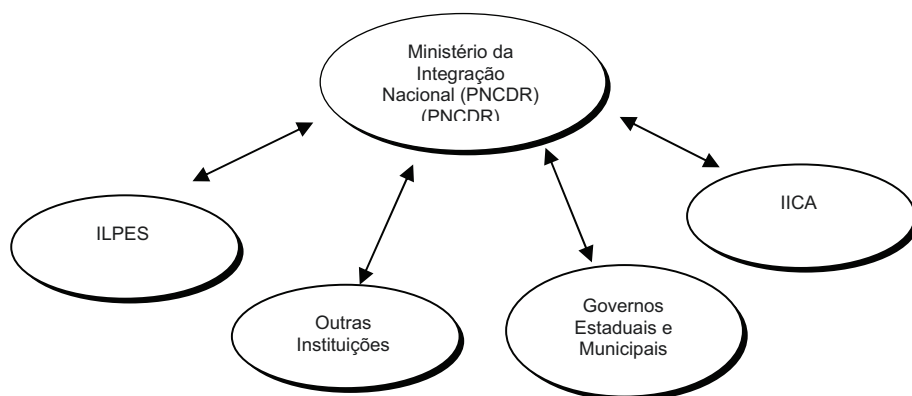 Ministério da
Integração
Nacional (PNCDR)
(PNCDR)
ILPES
IICA
Outras
Instituições
Governos
Estaduais e
Municipais